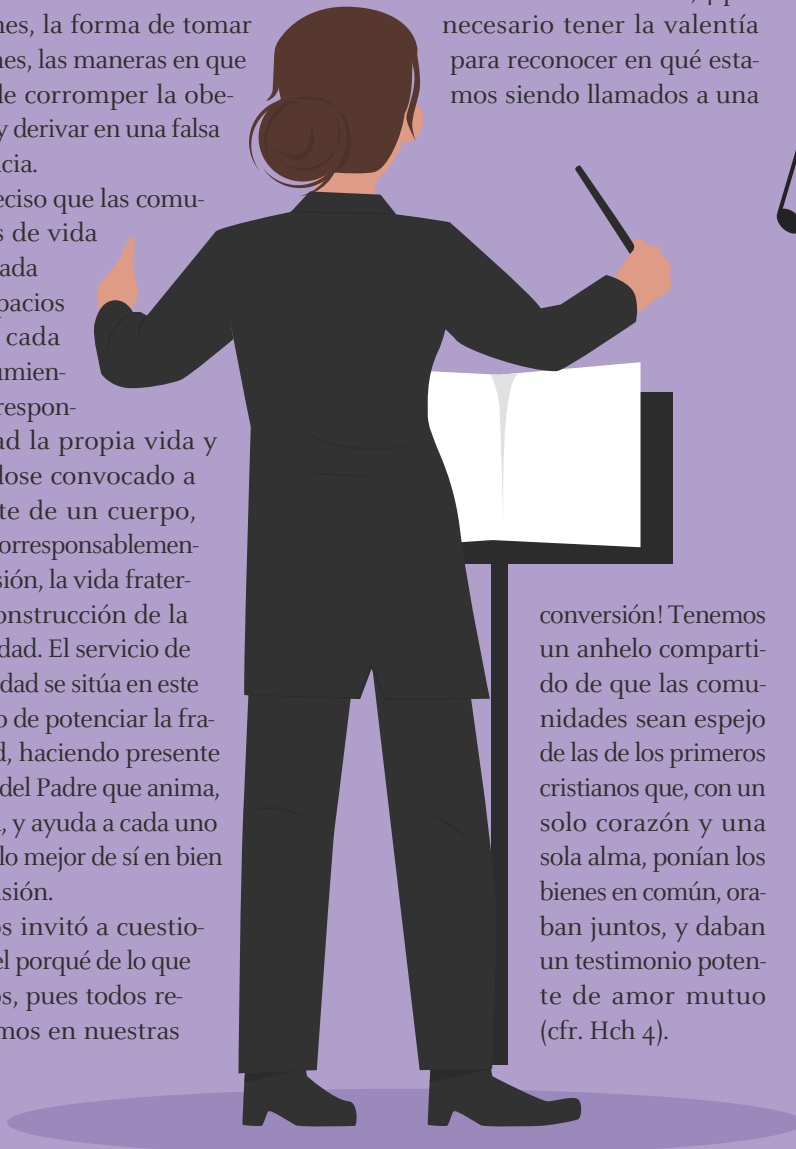 nes, la forma de tomar
nes, las maneras en que
le corromper la obe-
y derivar en una falsa
cia.
eciso que las comu-
s de vida
ada
pacios
cada
umien-
respon-
ad la propia vida y
dose convocado a
te de un cuerpo,
orresponsablemen-
sión, la vida frater-
onstrucción de la
dad. El servicio de
dad se sitúa en este
o de potenciar la fra-
d, haciendo presente
del Padre que anima,
, y ayuda a cada uno
lo mejor de sí en bien
sión.
os invitó a cuestio-
el porqué de lo que
os, pues todos re-
mos en nuestras
necesario tener la valentía
para reconocer en qué esta-
mos siendo llamados a una
conversión! Tenemos
un anhelo comparti-
do de que las comu-
nidades sean espejo
de las de los primeros
cristianos que, con un
solo corazón y una
sola alma, ponían los
bienes en común, ora-
ban juntos, y daban
un testimonio poten-
te de amor mutuo
(cfr. Hch 4).